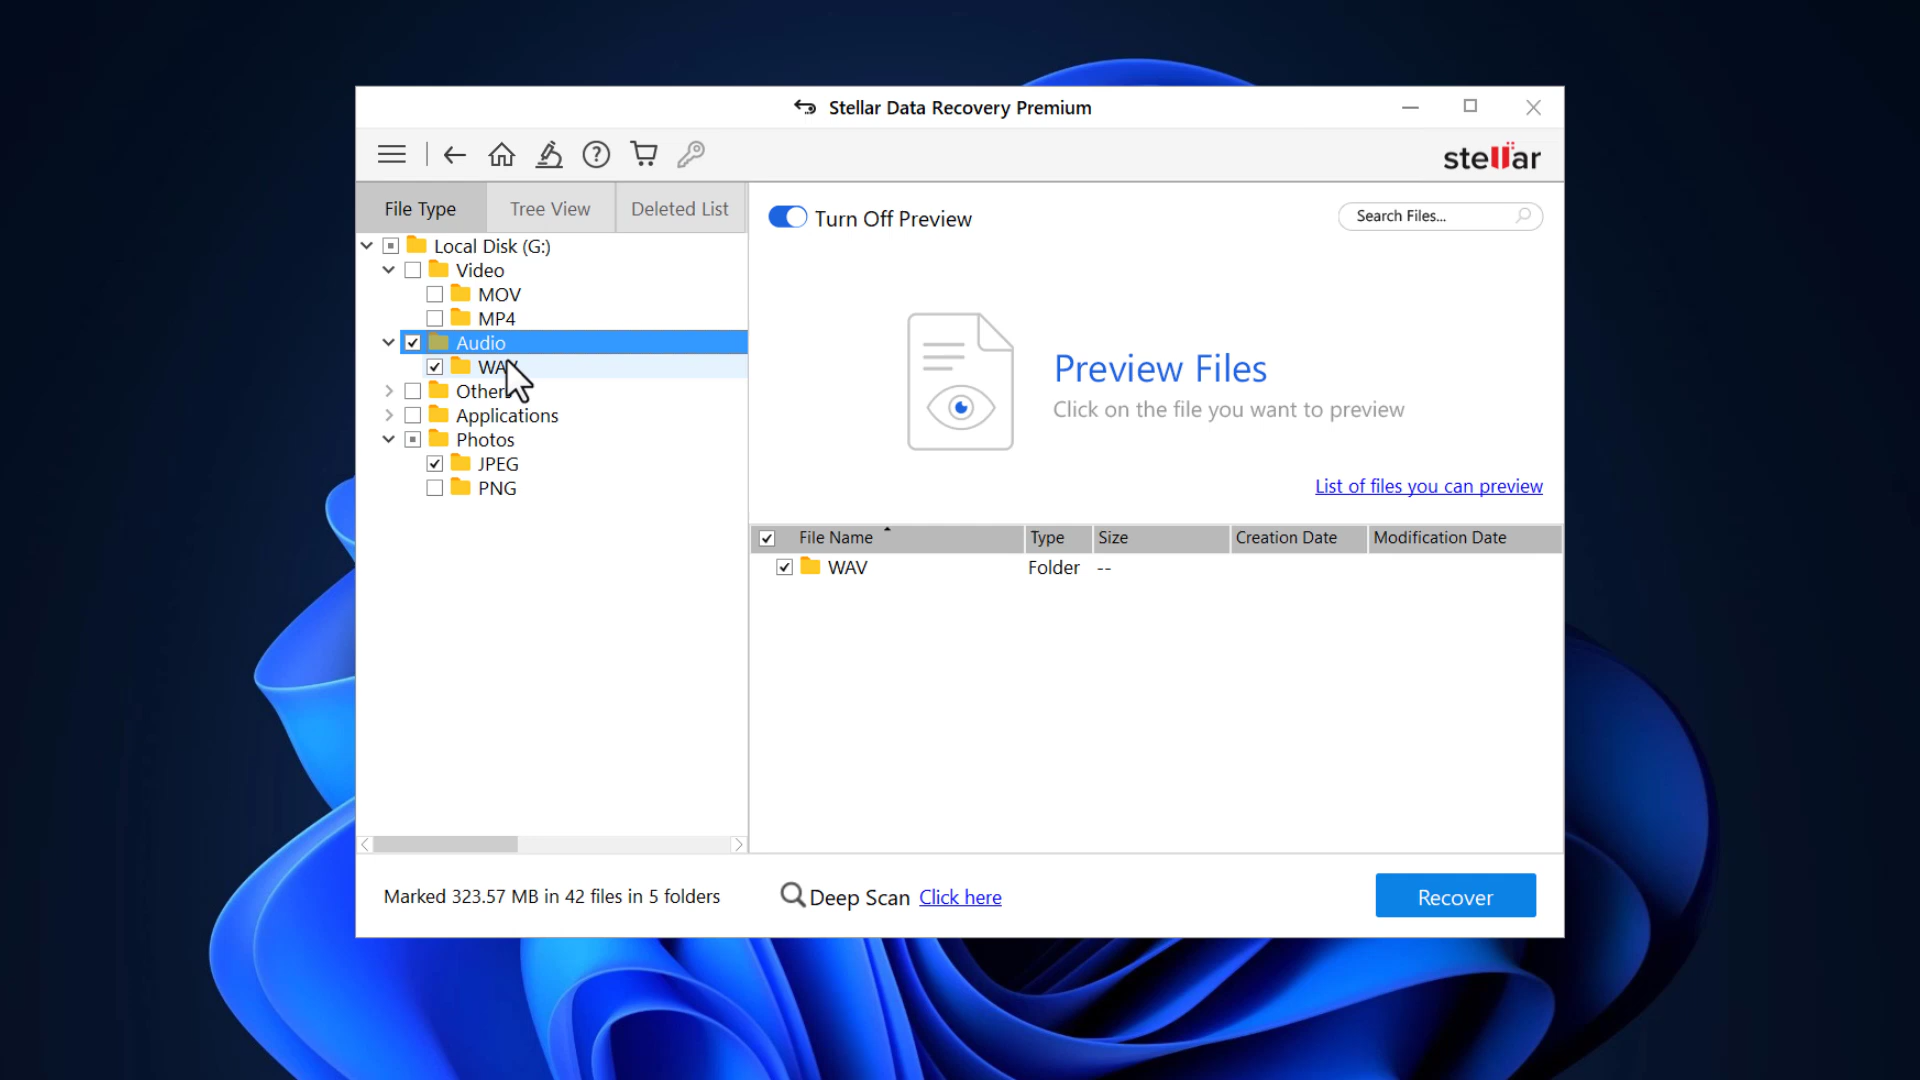 Stellar Data Recovery Premium
stellar
File Type
Tree View
Deleted List
Turn Off Preview
Search Files...
Local Disk (G:)
Video
MOV
MP4
Audio
Applications
Photos
JPEG
PNG
Preview Files
Click on the file you want to preview
List of files you can preview
File Name
Type
Size
Creation Date
Modification Date
WAV
Folder
--
Marked 323.57 MB in 42 files in 5 folders
Deep Scan Click here
Recover